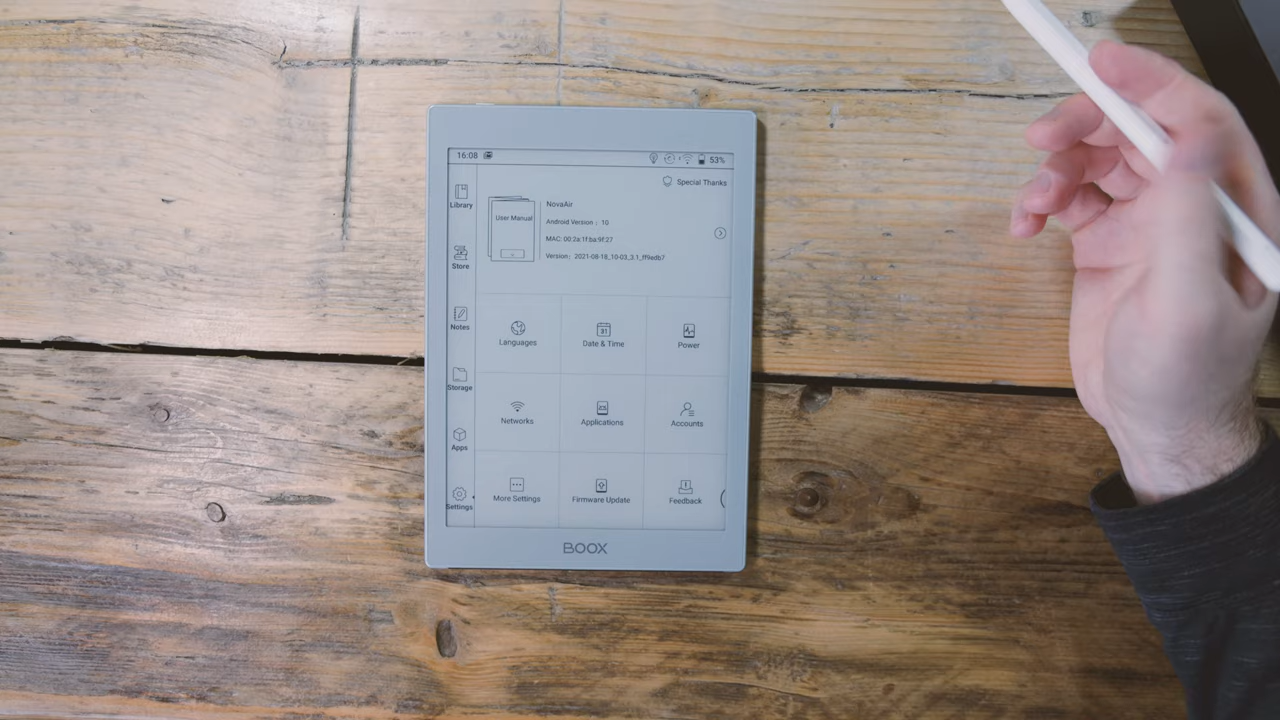 16:08 53%
Special Thanks
Library
User Manual
NovaAir
Android Version : 10
MAC: 00:2a:1f:ba:9f:27
Version: 2021-08-18_10-03_3.1_ff9edb7
Store
Notes
Storage
Apps
Settings
Languages
31
Date & Time
Power
Networks
Applications
Accounts
More Settings
Firmware Update
Feedback
BOOX